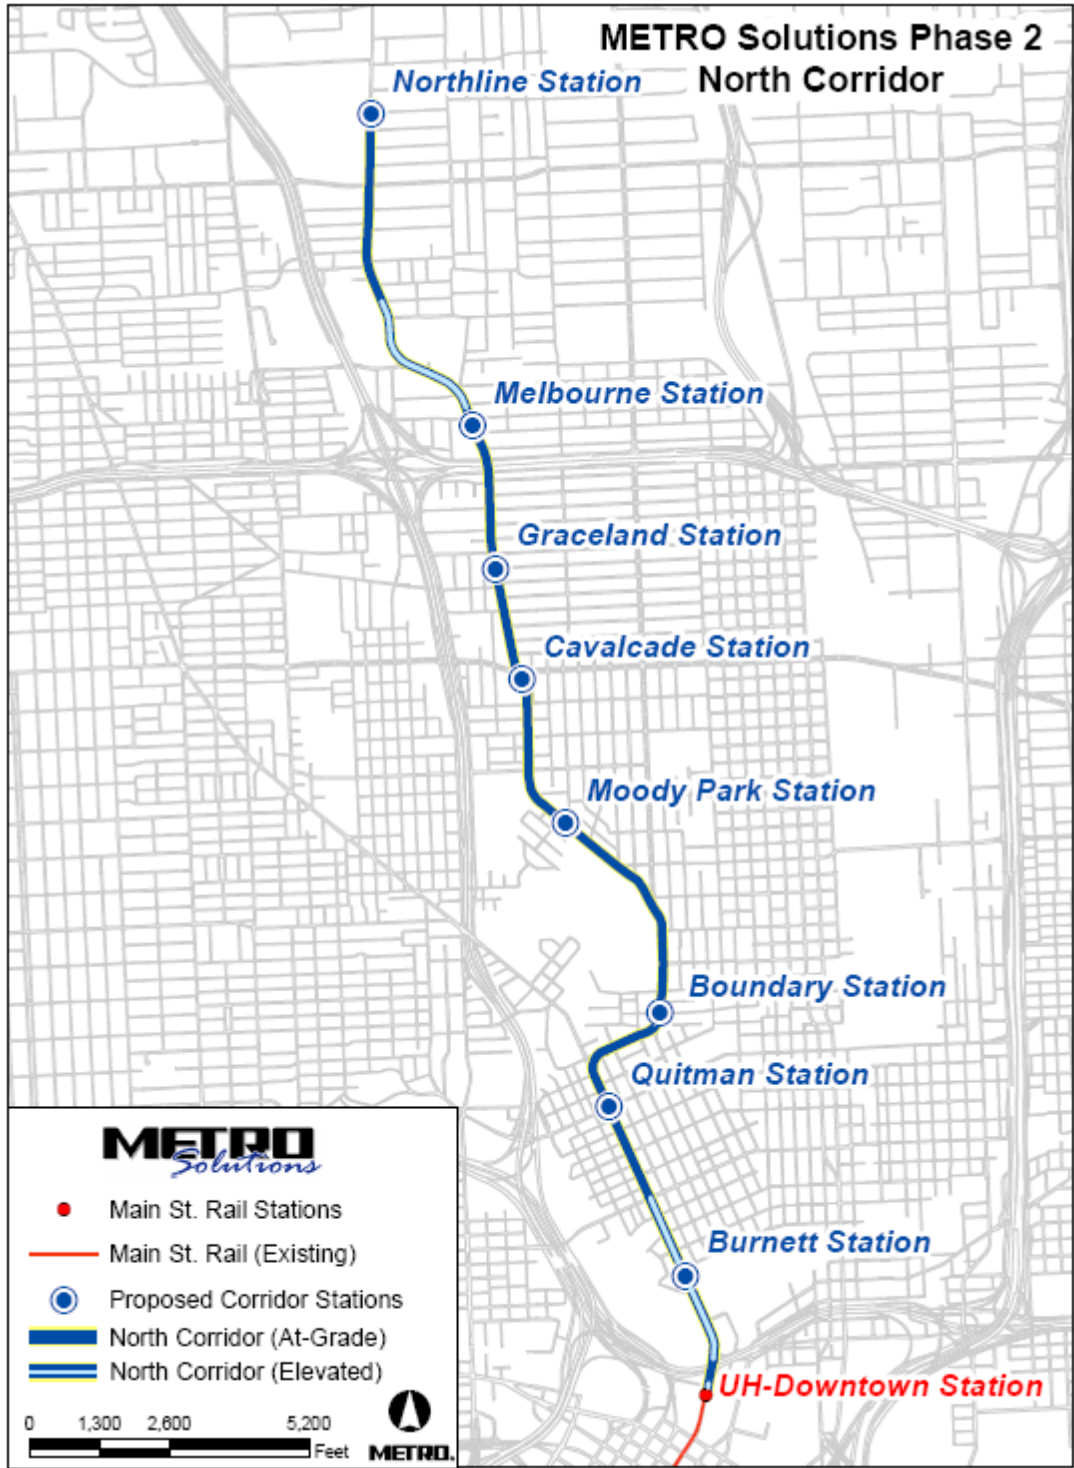 METRO Solutions Phase 2
North Corridor
Northline Station
Melbourne Station
Graceland Station
Cavalcade Station
Moody Park Station
Boundary Station
Quitman Station
Burnett Station
UH-Downtown Station
METRO
Solutions
Main St. Rail Stations
Main St. Rail (Existing)
Proposed Corridor Stations
North Corridor (At-Grade)
North Corridor (Elevated)
0 1,300 2,600 5,200
Feet
METRO.